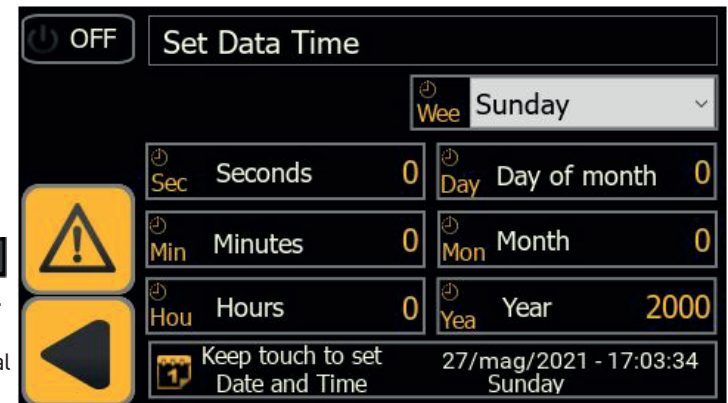 OFF
Set Data Time
Wee Sunday
Sec Seconds 0
Day Day of month 0
Min Minutes 0
Mon Month 0
Hou Hours 0
Yea Year 2000
1
Keep touch to set
Date and Time
27/mag/2021 - 17:03:34
Sunday
al